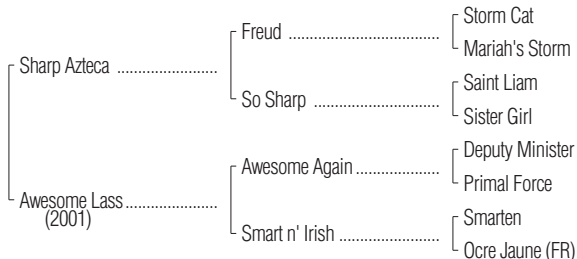 Storm Cat
Freud
Mariah's Storm
Sharp Azteca
Saint Liam
So Sharp
Sister Girl
Deputy Minister
Awesome Again
Primal Force
Awesome Lass
(2001)
Smarten
Smart n' Irish
Ocre Jaune (FR)